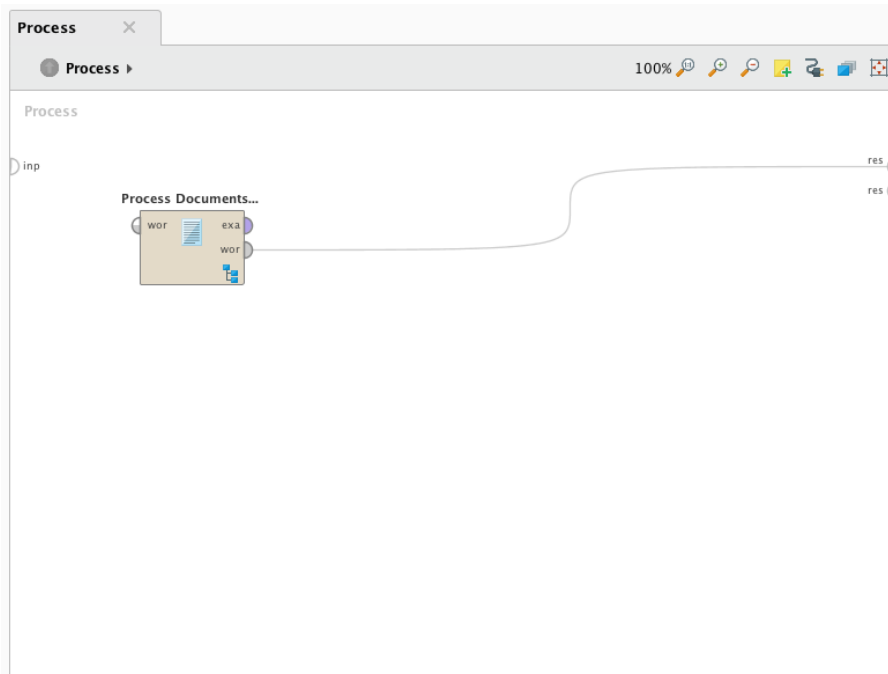 Process
Process
100%
Process
inp
res
res
Process Documents...
wor exa
wor